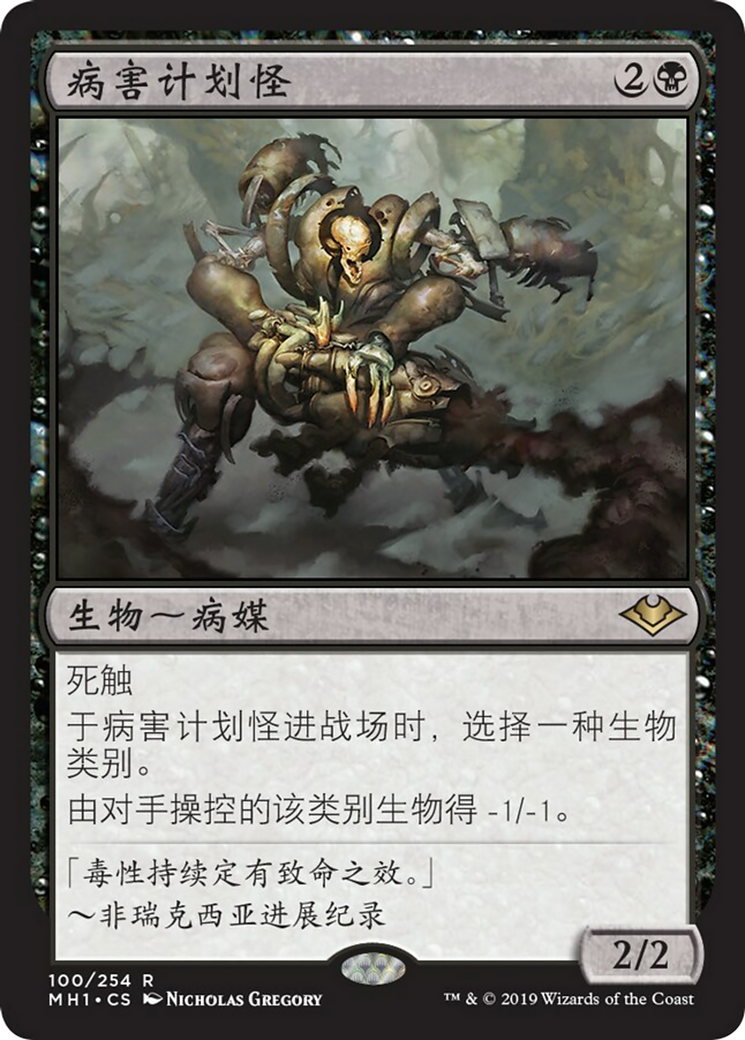 病害计划怪 2
生物～病媒
死触
于病害计划怪进战场时，选择一种生物
类别。
由对手操控的该类别生物得 -1/-1。
「毒性持续定有致命之效。」
～非瑞克西亚进展纪录
2/2
100/254 R
MH1•CS Nicholas Gregory
™ & © 2019 Wizards of the Coast